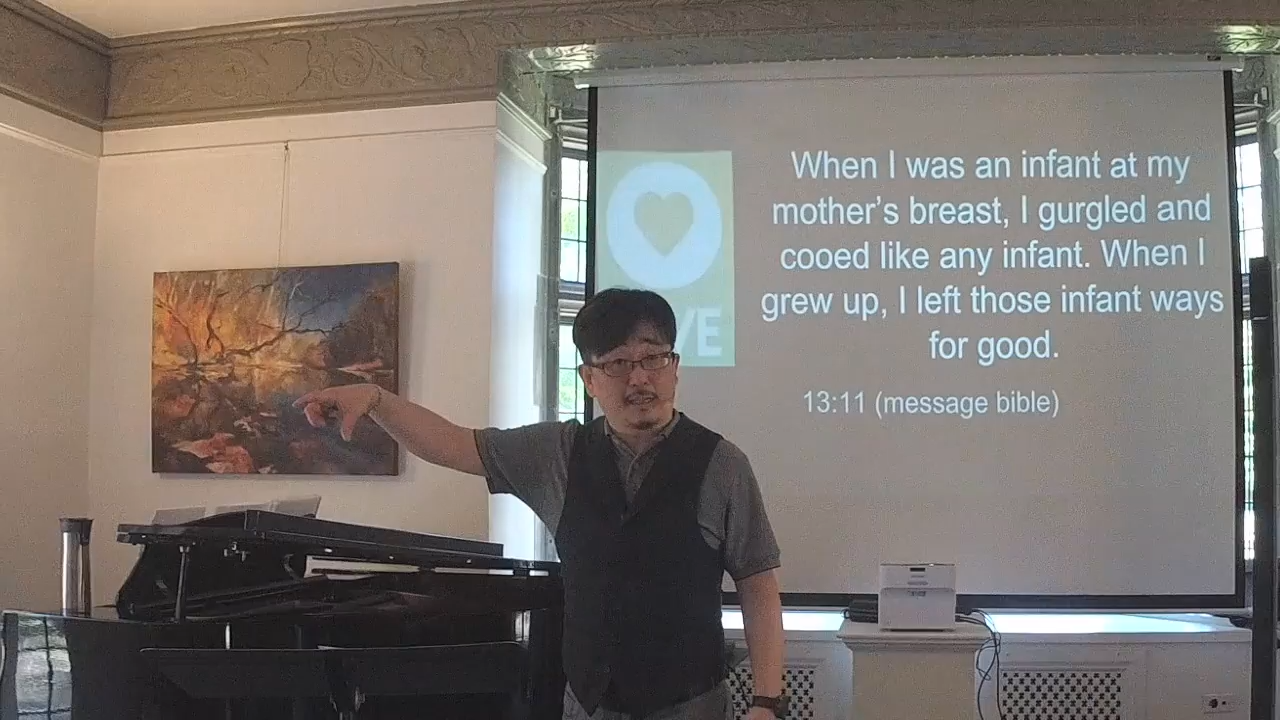 When I was an infant at my
mother's breast, I gurgled and
cooed like any infant. When I
grew up, I left those infant ways
for good.
13:11 (message bible)
VE